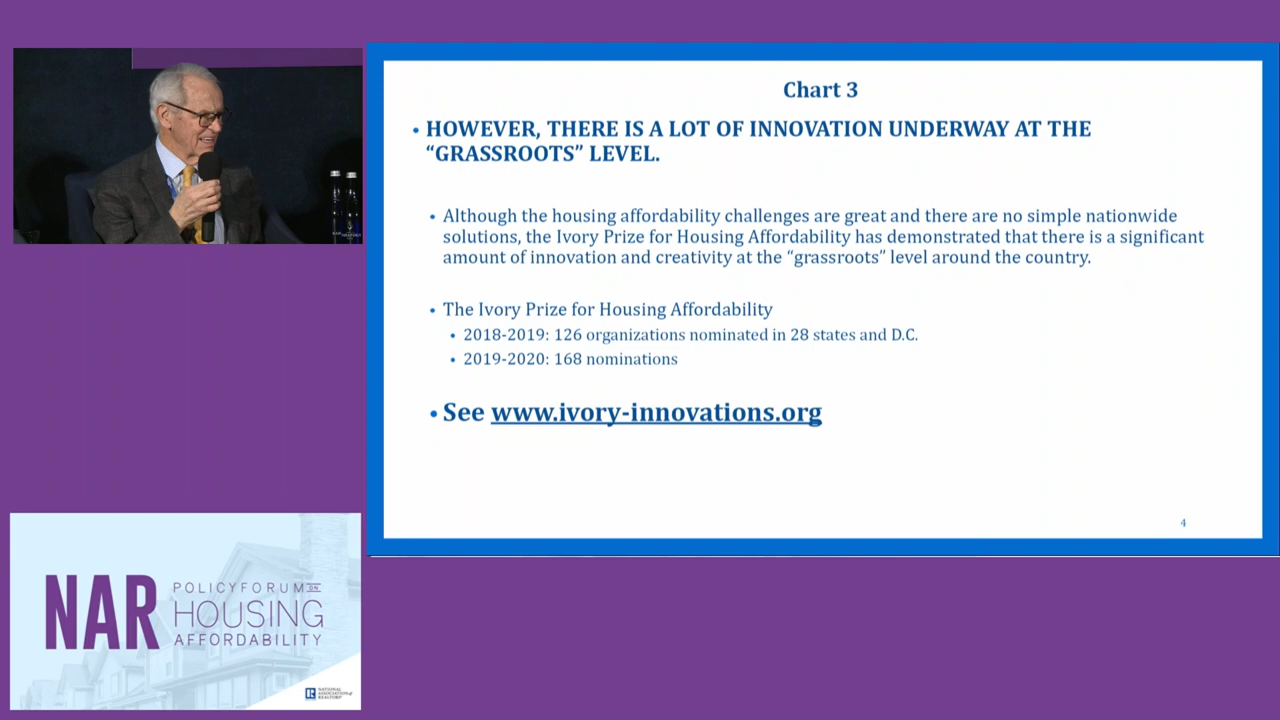 Chart 3
• HOWEVER, THERE IS A LOT OF INNOVATION UNDERWAY AT THE
“GRASSROOTS” LEVEL.
• Although the housing affordability challenges are great and there are no simple nationwide
solutions, the Ivory Prize for Housing Affordability has demonstrated that there is a significant
amount of innovation and creativity at the “grassroots” level around the country.
• The Ivory Prize for Housing Affordability
• 2018-2019: 126 organizations nominated in 28 states and D.C.
• 2019-2020: 168 nominations
• See www.ivory-innovations.org
4
NAR
POLICYFORUM ON
HOUSING
AFFORDABILITY
NATIONAL
ASSOCIATION of
REALTORS®